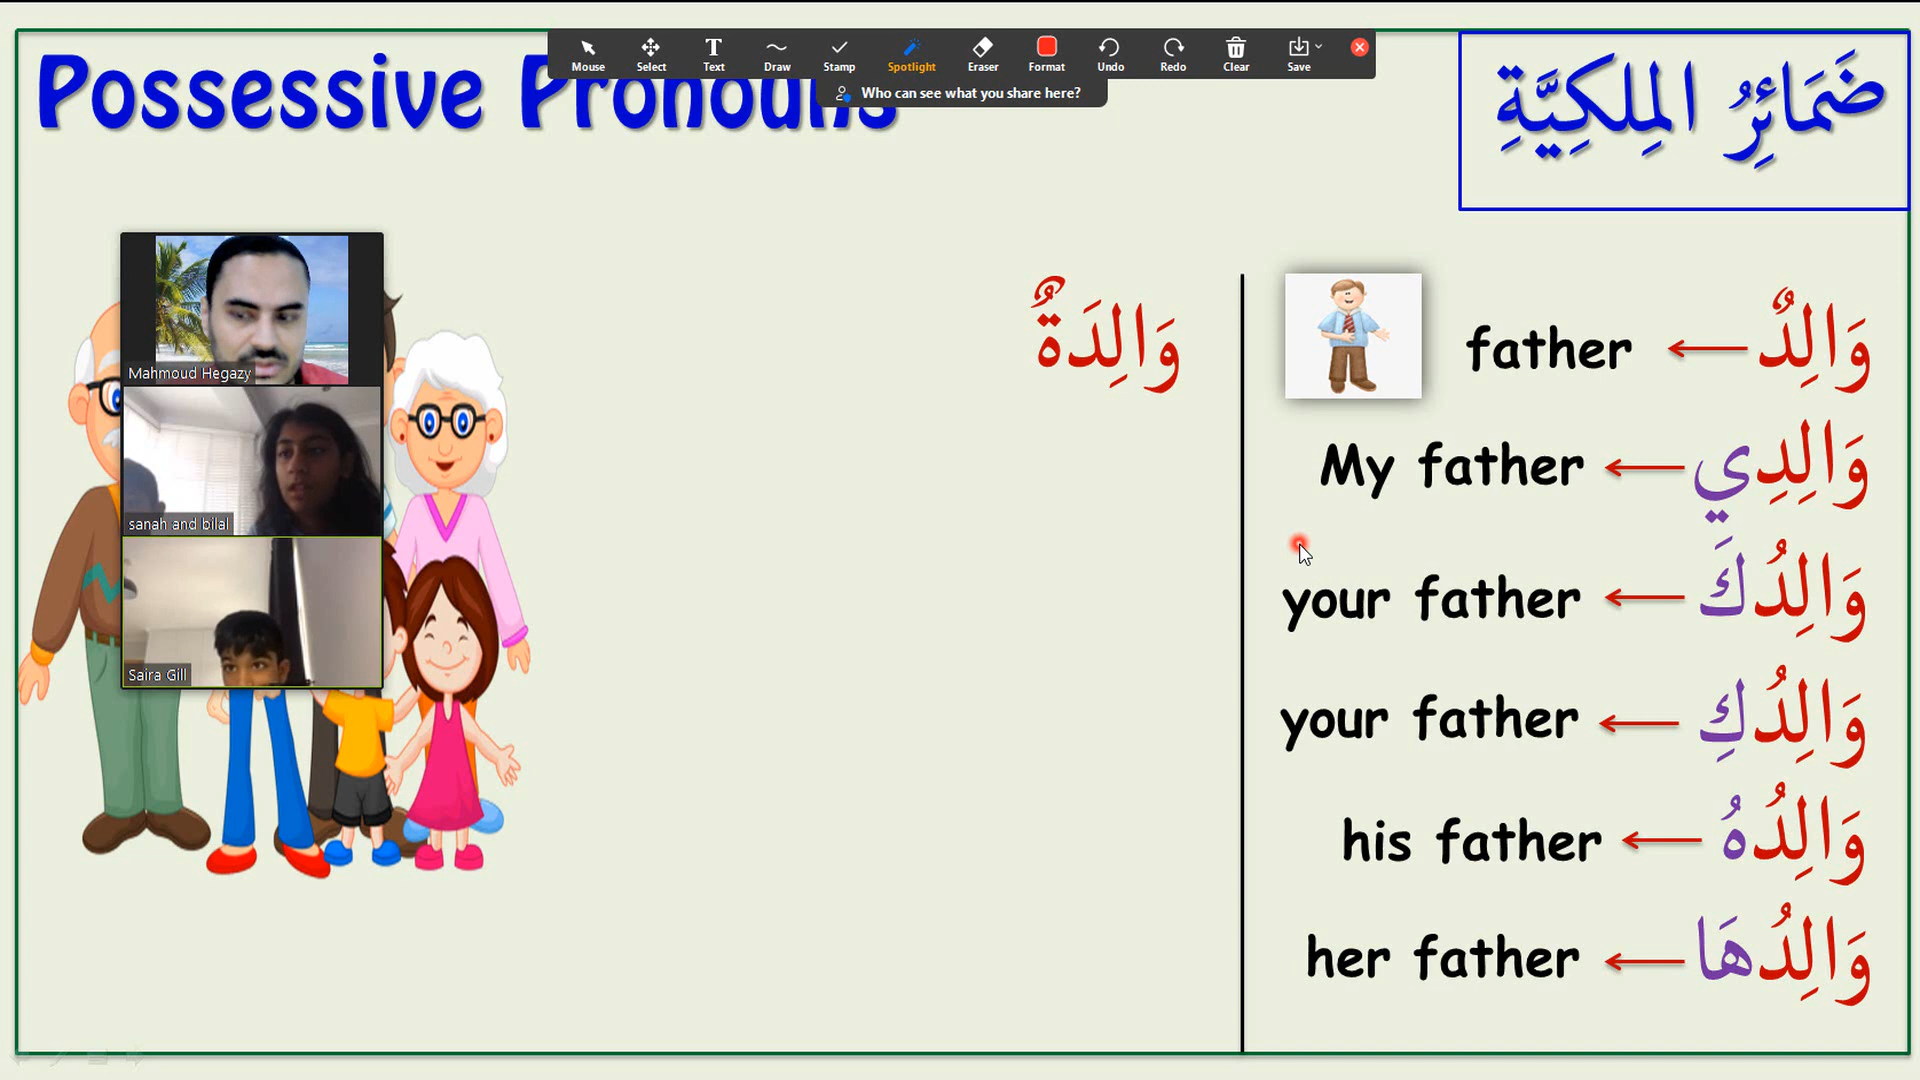 Mouse Select Text Draw Stamp Spotlight Eraser Format Undo Redo Clear Save
Who can see what you share here?
Possessive Pronouns
ضَمَائِرُ المِلكِيَّةِ
Mahmoud Hegazy
sanah and bilal
Saira Gill
وَالِدَةٌ
وَالِدٌ father
وَالِدِي My father
وَالِدُكَ your father
وَالِدُكِ your father
وَالِدُهُ his father
وَالِدُهَا her father